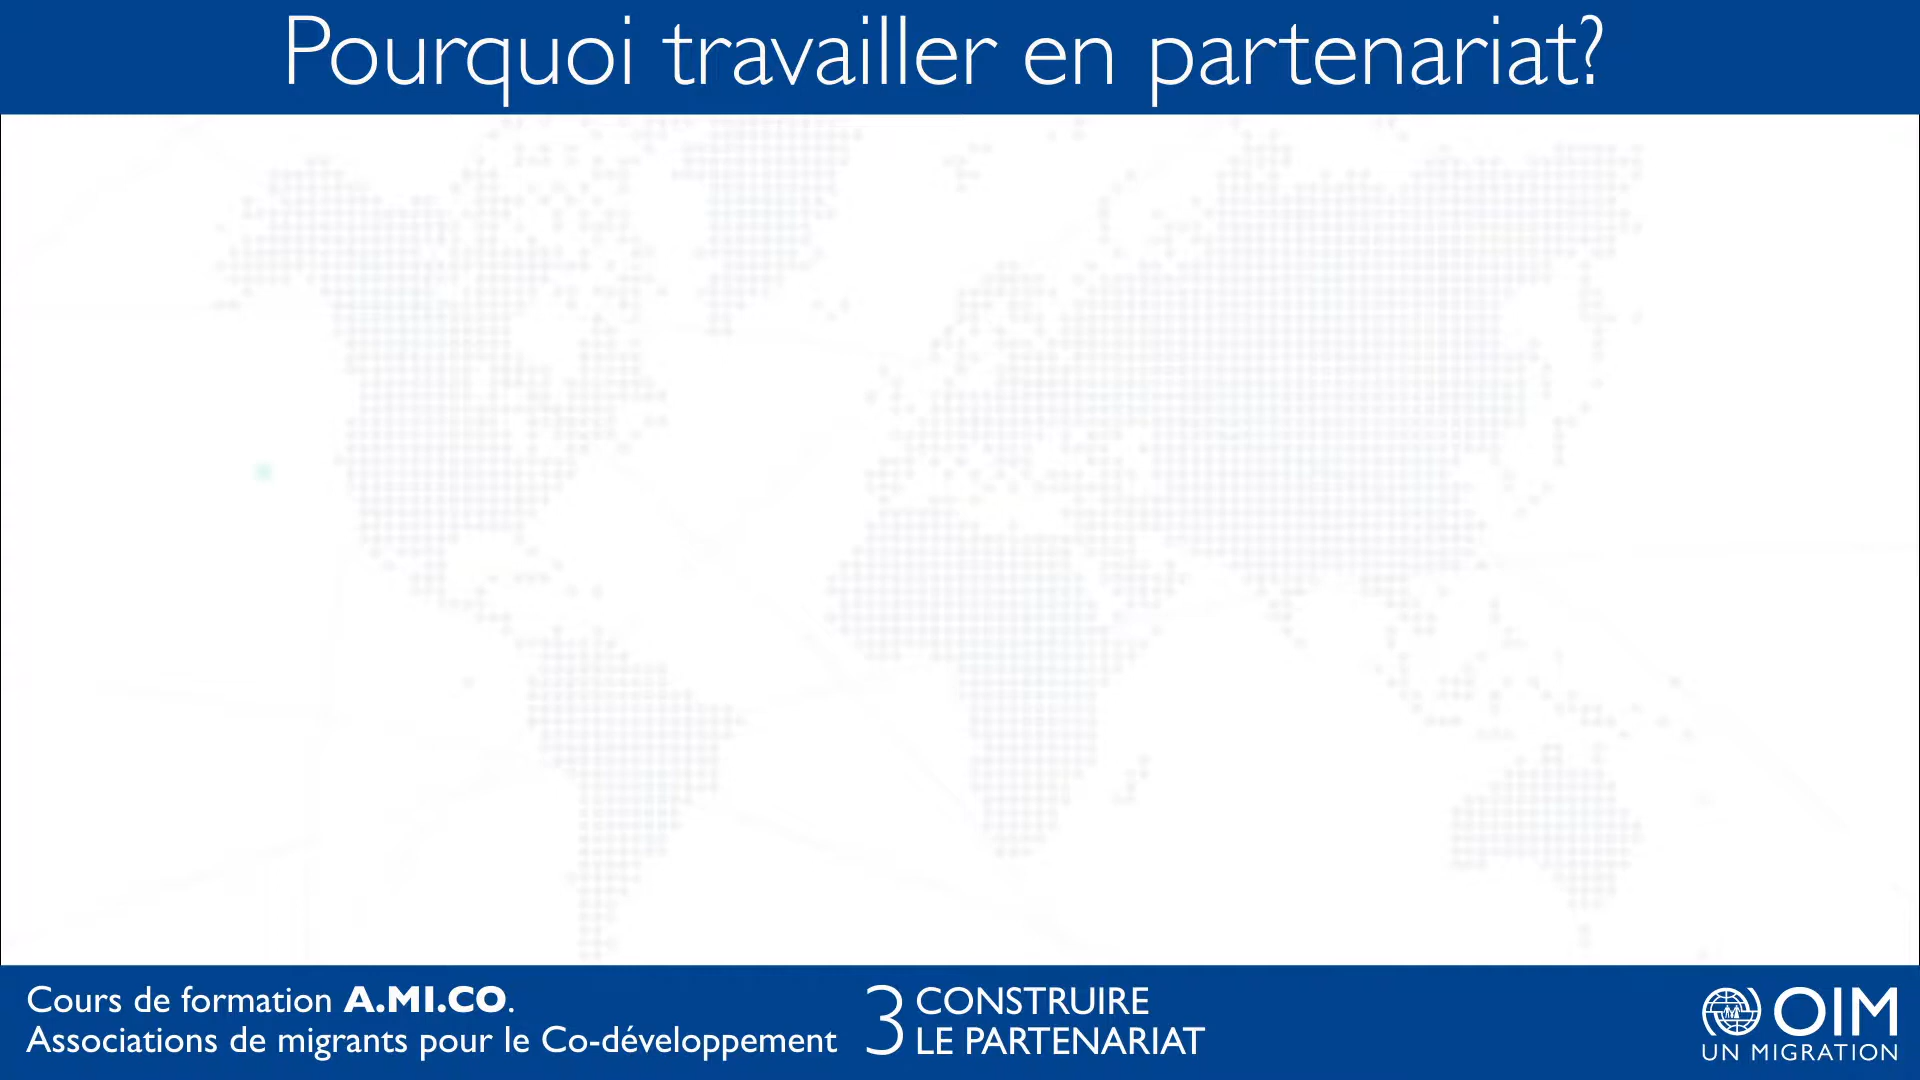 Pourquoi travailler en partenariat?
Cours de formation A.MI.CO.
Associations de migrants pour le Co-développement
3 CONSTRUIRE
LE PARTENARIAT
OIM
UN MIGRATION